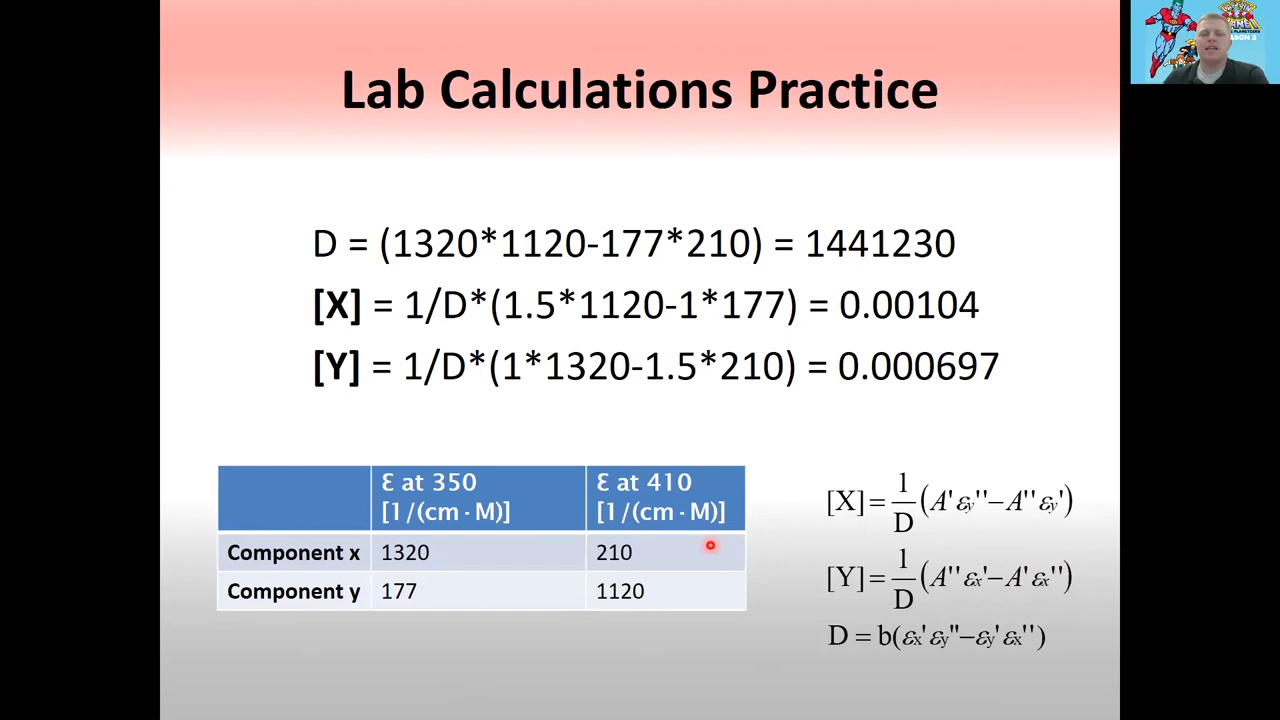 Lab Calculations Practice
D = (1320*1120-177*210) = 1441230
[X] = 1/D*(1.5*1120-1*177) = 0.00104
[Y] = 1/D*(1*1320-1.5*210) = 0.000697
Ɛ at 350 Ɛ at 410
[1/(cm · M)] [1/(cm · M)]
Component x 1320 210
Component y 177 1120
[X] = 1/D (A' εy'' − A'' εy')
[Y] = 1/D (A'' εx' − A' εx'')
D = b(εx' εy'' − εy' εx'')